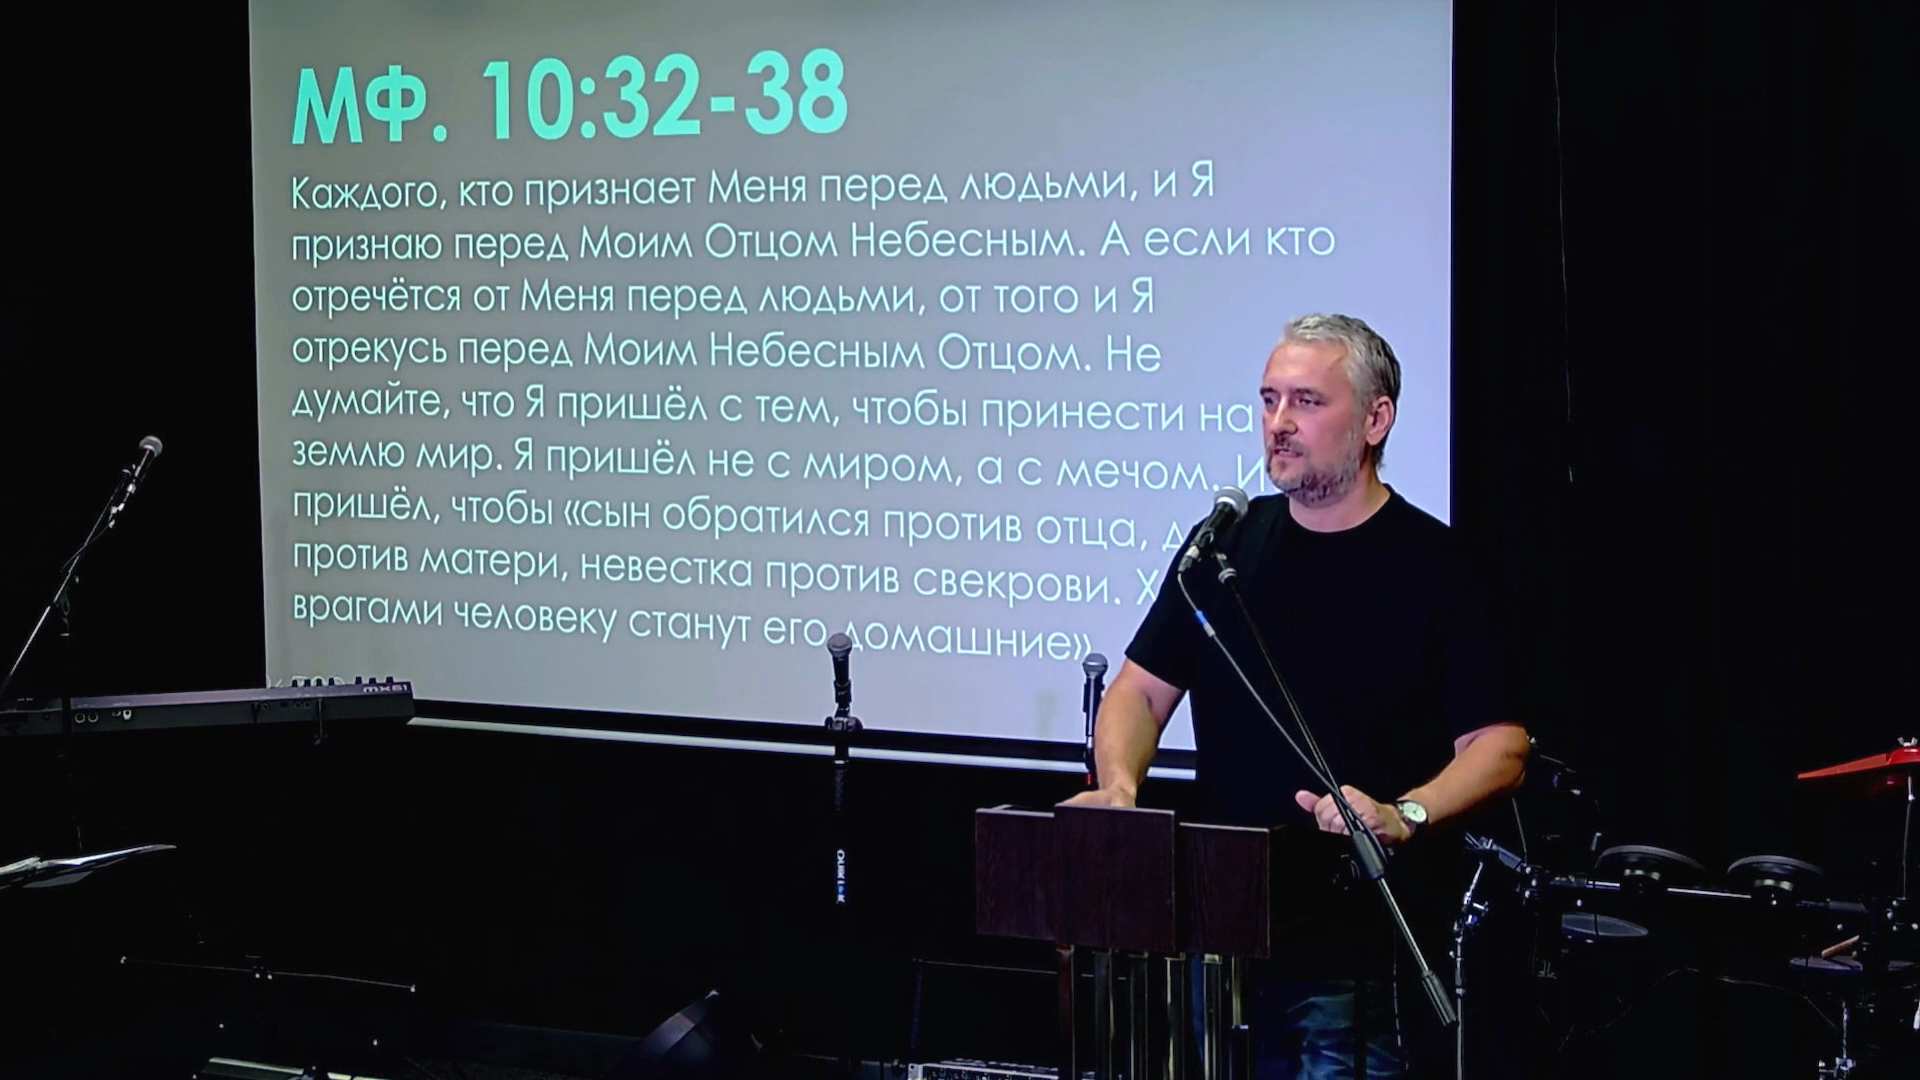 МФ. 10:32-38
Каждого, кто признает Меня перед людьми, и Я
признаю перед Моим Отцом Небесным. А если кто
отречётся от Меня перед людьми, от того и Я
отрекусь перед Моим Небесным Отцом. Не
думайте, что Я пришёл с тем, чтобы принести на
землю мир. Я пришёл не с миром, а с мечом. И
пришёл, чтобы «сын обратился против отца, д
против матери, невестка против свекрови. Х
врагами человеку станут его домашние»
MX61
QUIK LOK